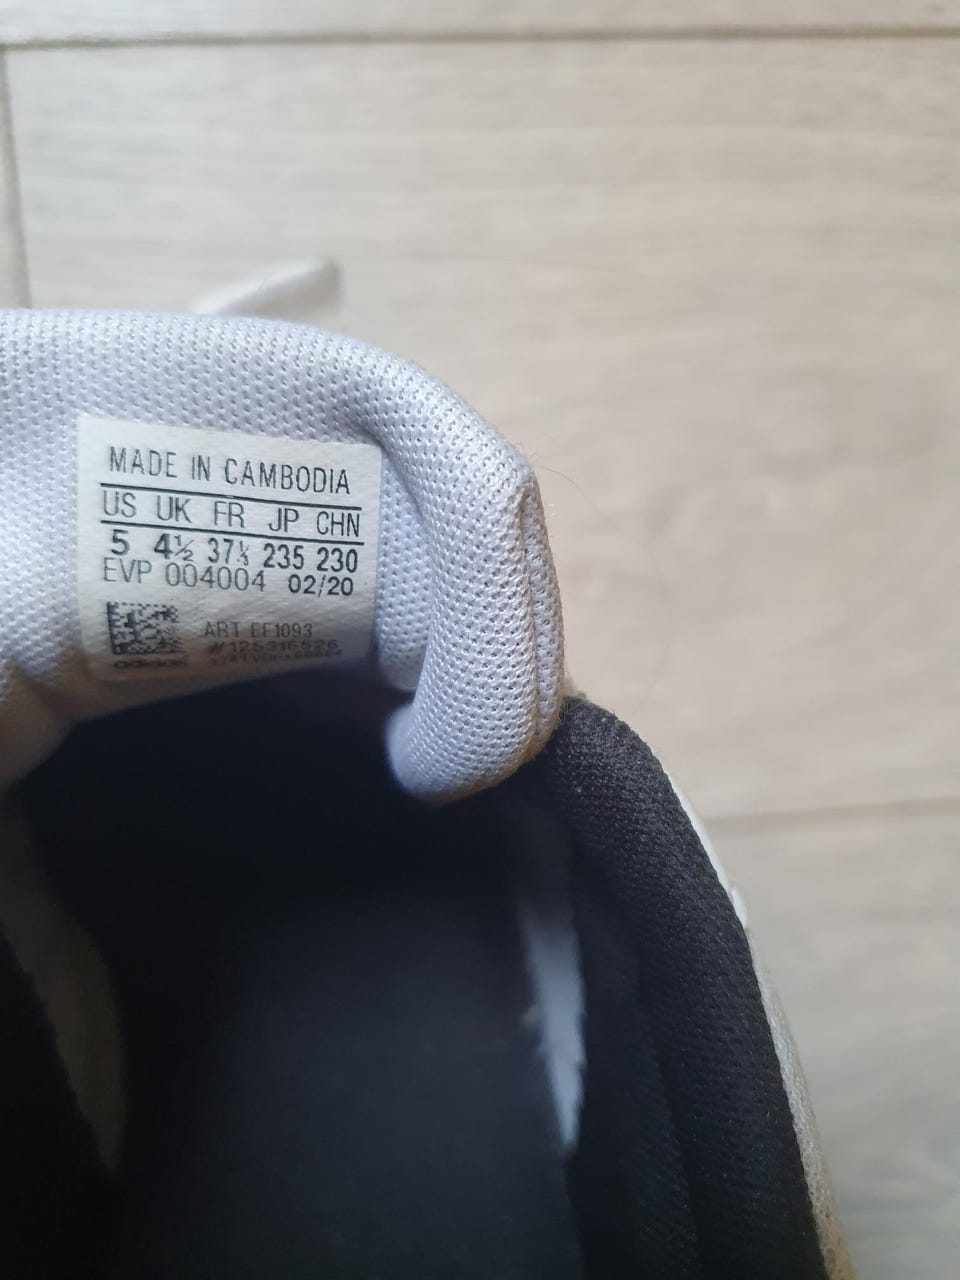 MADE IN CAMBODIA
US UK FR JP CHN
5 4½ 37⅓ 235 230
EVP 004004 02/20
ART EF1093
#125316526
adidas